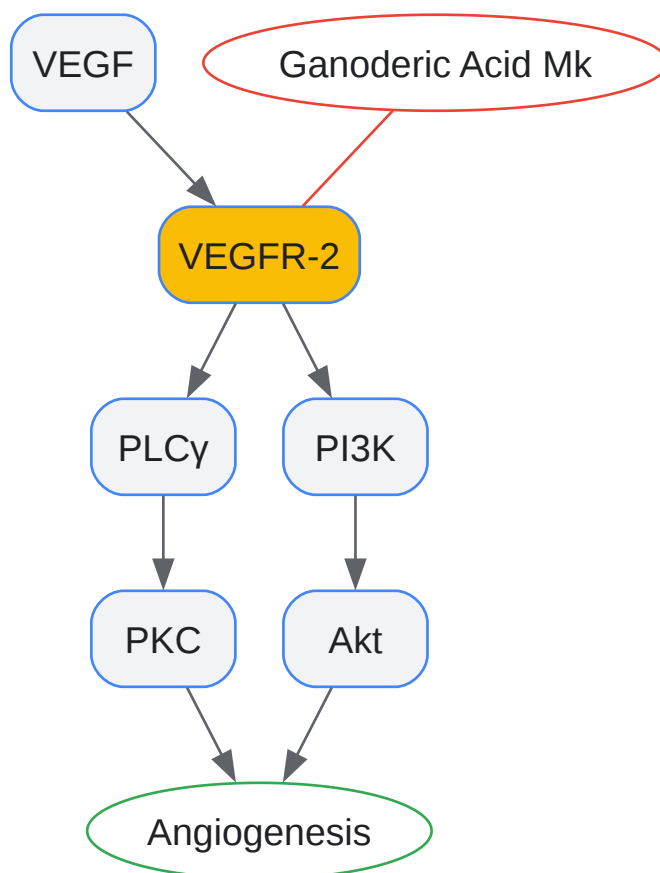 VEGF
Ganoderic Acid Mk
VEGFR-2
PLCγ
PI3K
PKC
Akt
Angiogenesis